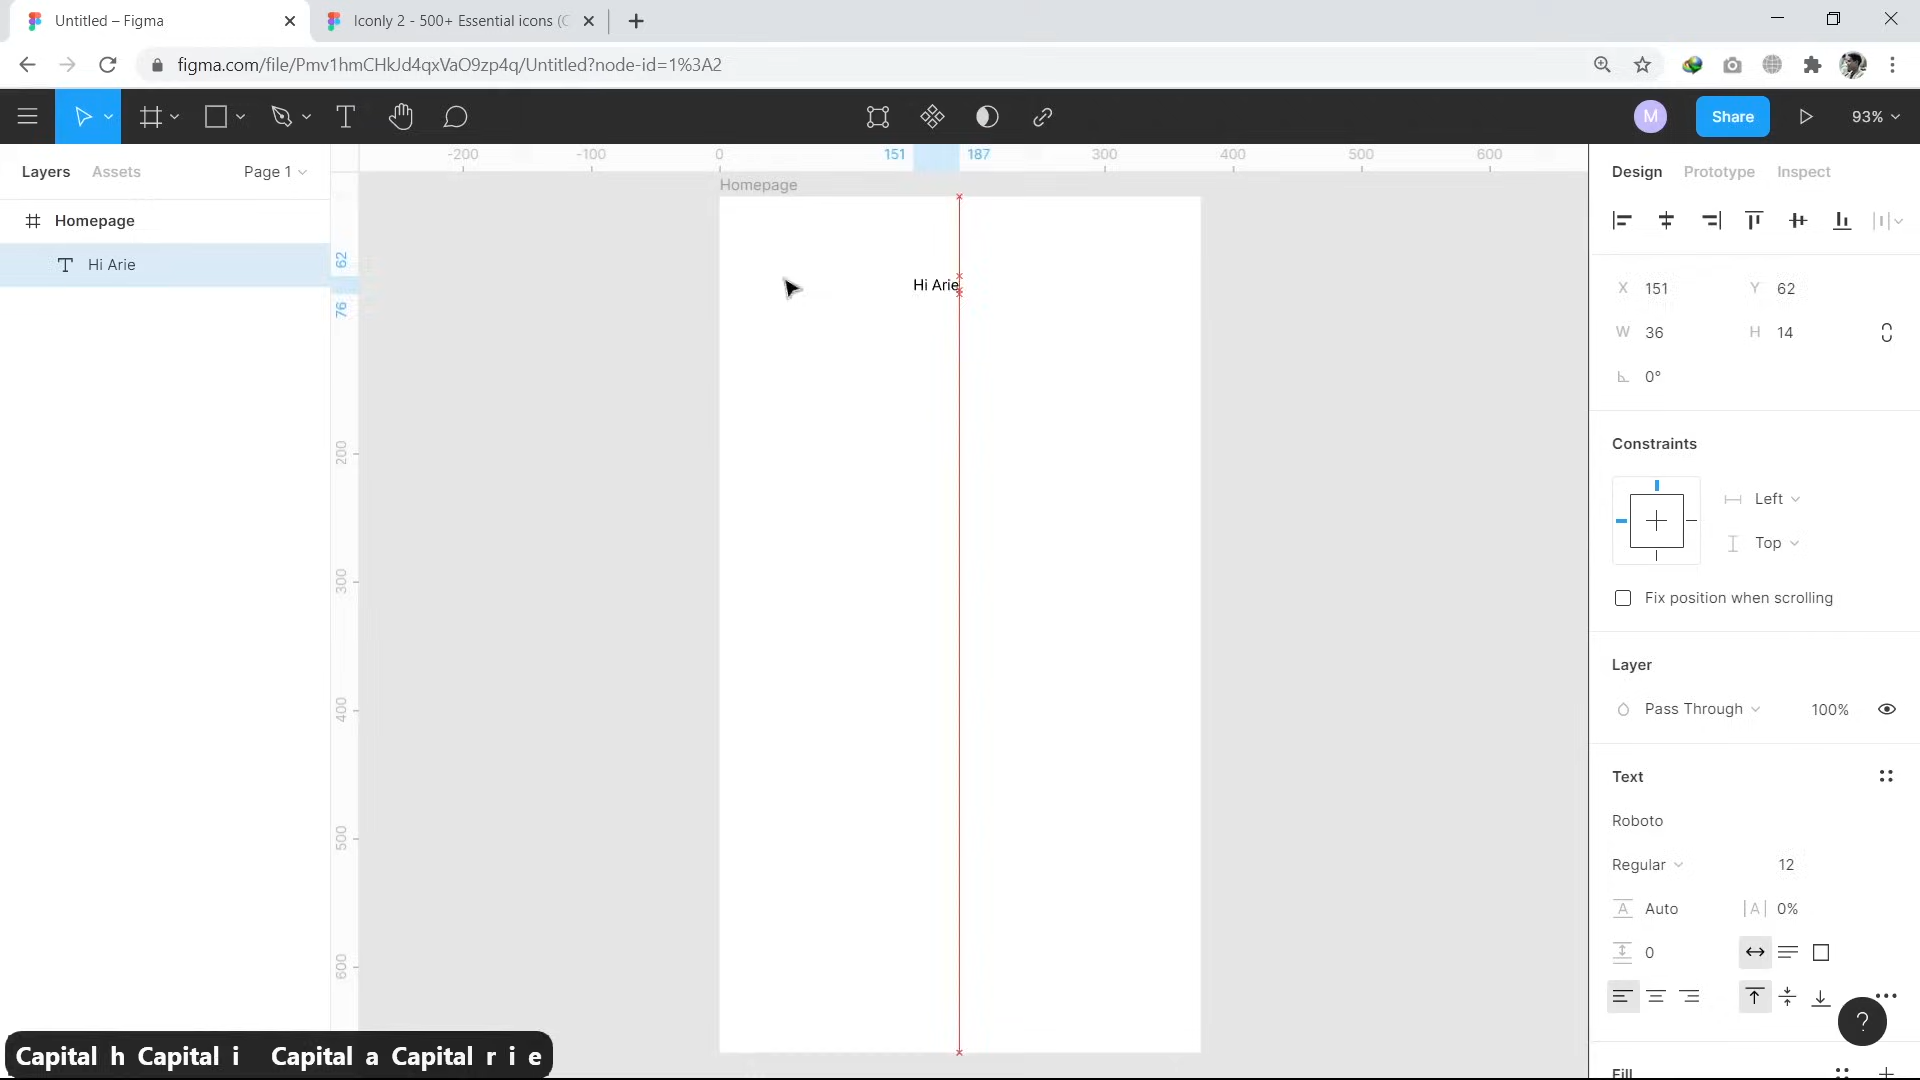 Untitled – Figma
Iconly 2 - 500+ Essential icons (C
figma.com/file/Pmv1hmCHkJd4qxVaO9zp4q/Untitled?node-id=1%3A2
M
Share
93%
Layers
Assets
Page 1
-200
-100
0
151
187
300
400
500
600
Design
Prototype
Inspect
Homepage
Homepage
Hi Arie
62
76
200
300
400
500
600
Hi Arie
X 151
Y 62
W 36
H 14
0°
Constraints
Left
Top
Fix position when scrolling
Layer
Pass Through
100%
Text
Roboto
Regular
12
A Auto
|A| 0%
0
?
Fill
Capital h Capital i Capital a Capital r i e